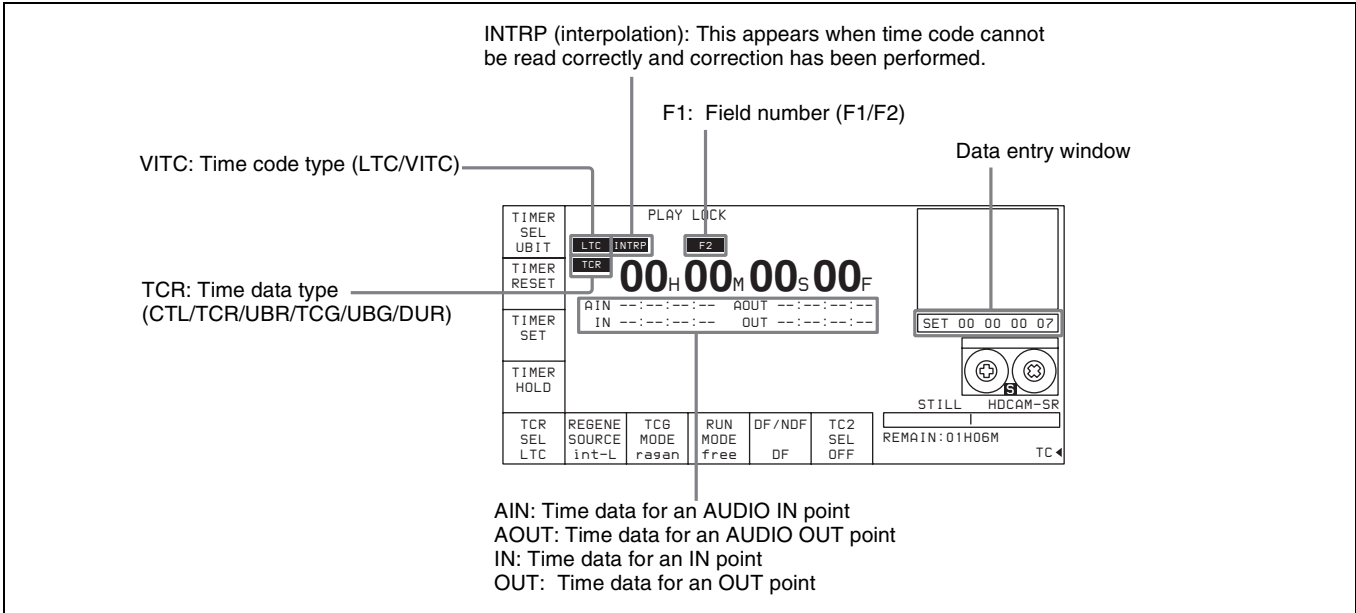 INTRP (interpolation): This appears when time code cannot
be read correctly and correction has been performed.
F1: Field number (F1/F2)
Data entry window
VITC: Time code type (LTC/VITC)
TCR: Time data type
(CTL/TCR/UBR/TCG/UBG/DUR)
TIMER
SEL
UBIT
TIMER
RESET
TIMER
SET
TIMER
HOLD
PLAY LOCK
LTC INTRP F2
TCR
00H00M00S00F
AIN --:--:--:-- AOUT --:--:--:--
IN --:--:--:-- OUT --:--:--:--
SET 00 00 00 07
S
STILL HDCAM-SR
REMAIN:01H06M
TC◀
TCR
SEL
LTC
REGENE
SOURCE
int-L
TCG
MODE
ragan
RUN
MODE
free
DF/NDF
DF
TC2
SEL
OFF
AIN: Time data for an AUDIO IN point
AOUT: Time data for an AUDIO OUT point
IN: Time data for an IN point
OUT: Time data for an OUT point